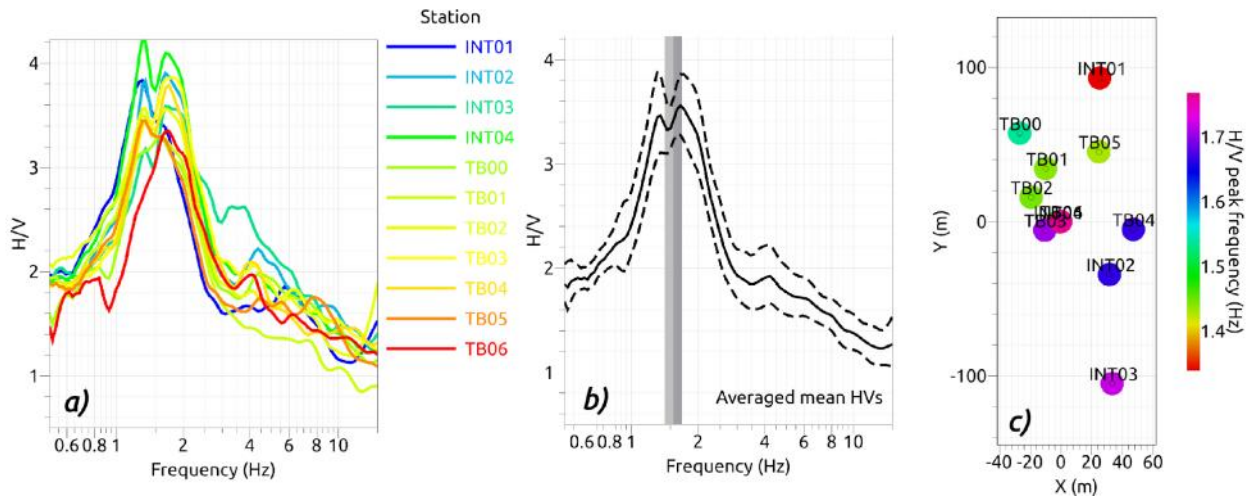 Station
INT01
INT02
INT03
INT04
TB00
TB01
TB02
TB03
TB04
TB05
TB06
4
3
2
1
H/V
0.6 0.8 1 2 4 6 8 10
Frequency (Hz)
a)
4
3
2
1
H/V
0.6 0.8 1 2 4 6 8 10
Frequency (Hz)
b)
Averaged mean HVs
100
0
-100
Y (m)
-40 -20 0 20 40 60
X (m)
INT01
TB00
TB05
TB01
TB02
TB03
TB04
INT02
INT03
c)
1.7
1.6
1.5
1.4
H/V peak frequency (Hz)